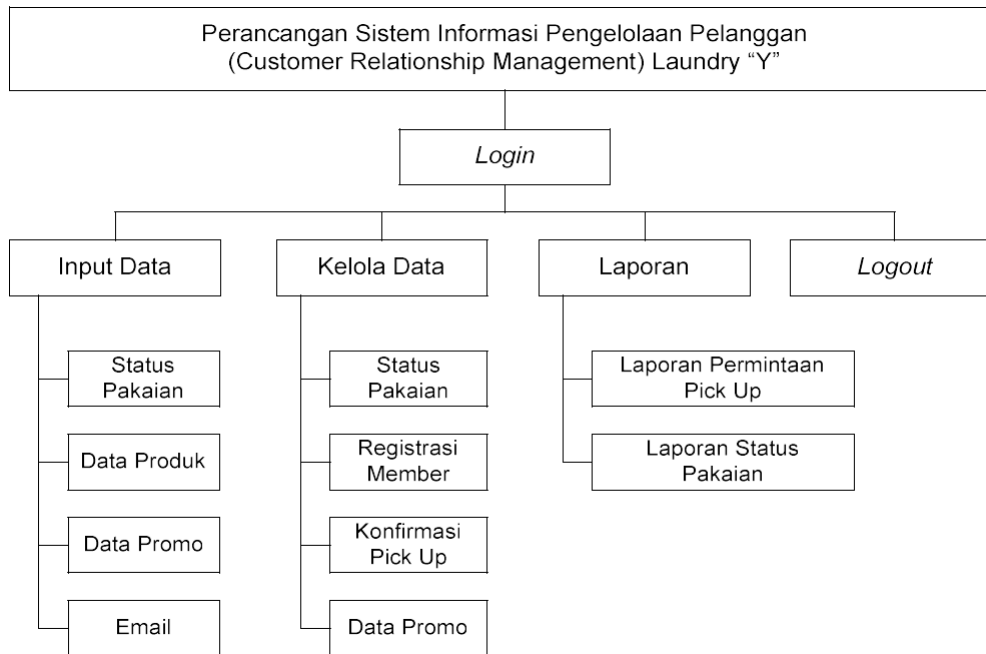 Perancangan Sistem Informasi Pengelolaan Pelanggan
(Customer Relationship Management) Laundry “Y”
Login
Input Data
Kelola Data
Laporan
Logout
Status
Pakaian
Data Produk
Data Promo
Email
Status
Pakaian
Registrasi
Member
Konfirmasi
Pick Up
Data Promo
Laporan Permintaan
Pick Up
Laporan Status
Pakaian